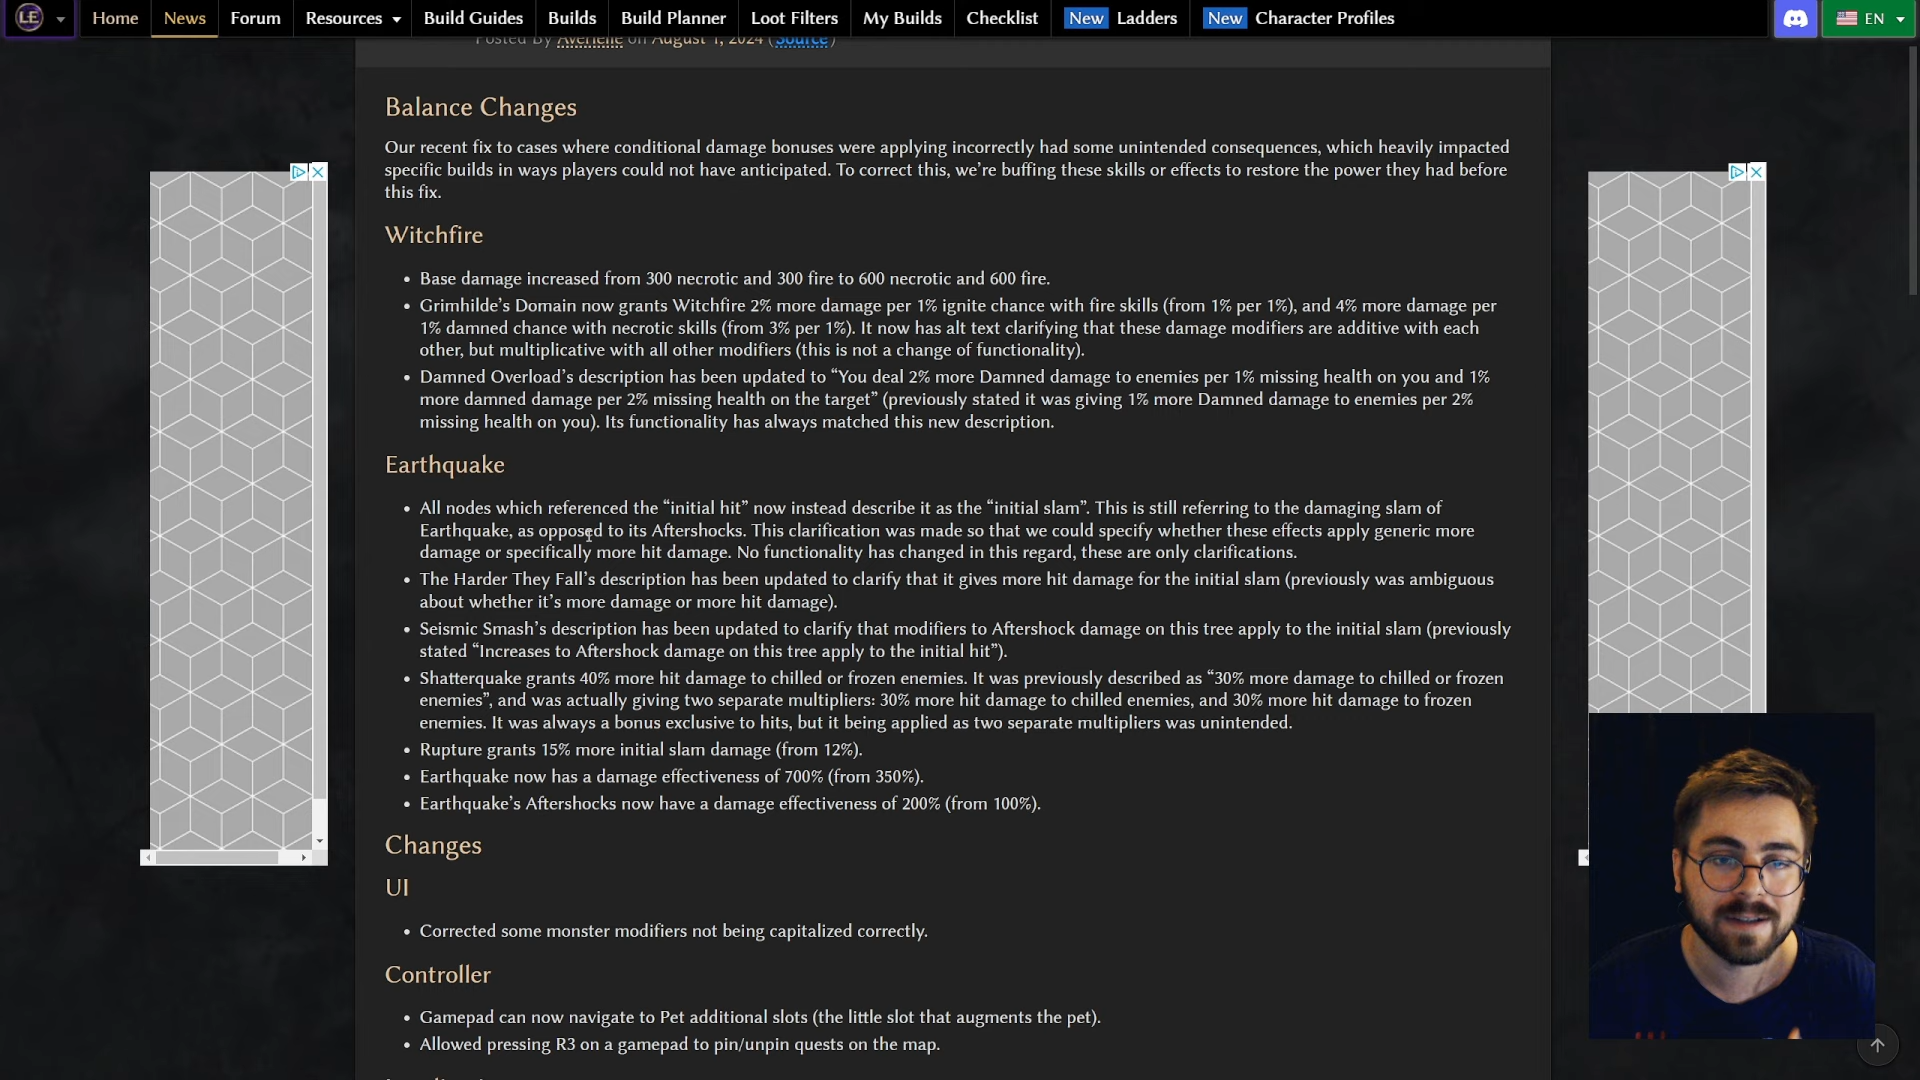 LE Home News Forum Resources Build Guides Builds Build Planner Loot Filters My Builds Checklist New Ladders New Character Profiles EN
Posted By Averielle on August 1, 2024 (Source)
Balance Changes
Our recent fix to cases where conditional damage bonuses were applying incorrectly had some unintended consequences, which heavily impacted
specific builds in ways players could not have anticipated. To correct this, we’re buffing these skills or effects to restore the power they had before
this fix.
Witchfire
• Base damage increased from 300 necrotic and 300 fire to 600 necrotic and 600 fire.
• Grimhilde’s Domain now grants Witchfire 2% more damage per 1% ignite chance with fire skills (from 1% per 1%), and 4% more damage per
1% damned chance with necrotic skills (from 3% per 1%). It now has alt text clarifying that these damage modifiers are additive with each
other, but multiplicative with all other modifiers (this is not a change of functionality).
• Damned Overload’s description has been updated to “You deal 2% more Damned damage to enemies per 1% missing health on you and 1%
more damned damage per 2% missing health on the target” (previously stated it was giving 1% more Damned damage to enemies per 2%
missing health on you). Its functionality has always matched this new description.
Earthquake
• All nodes which referenced the “initial hit” now instead describe it as the “initial slam”. This is still referring to the damaging slam of
Earthquake, as opposed to its Aftershocks. This clarification was made so that we could specify whether these effects apply generic more
damage or specifically more hit damage. No functionality has changed in this regard, these are only clarifications.
• The Harder They Fall’s description has been updated to clarify that it gives more hit damage for the initial slam (previously was ambiguous
about whether it’s more damage or more hit damage).
• Seismic Smash’s description has been updated to clarify that modifiers to Aftershock damage on this tree apply to the initial slam (previously
stated “Increases to Aftershock damage on this tree apply to the initial hit”).
• Shatterquake grants 40% more hit damage to chilled or frozen enemies. It was previously described as “30% more damage to chilled or frozen
enemies”, and was actually giving two separate multipliers: 30% more hit damage to chilled enemies, and 30% more hit damage to frozen
enemies. It was always a bonus exclusive to hits, but it being applied as two separate multipliers was unintended.
• Rupture grants 15% more initial slam damage (from 12%).
• Earthquake now has a damage effectiveness of 700% (from 350%).
• Earthquake’s Aftershocks now have a damage effectiveness of 200% (from 100%).
Changes
UI
• Corrected some monster modifiers not being capitalized correctly.
Controller
• Gamepad can now navigate to Pet additional slots (the little slot that augments the pet).
• Allowed pressing R3 on a gamepad to pin/unpin quests on the map.